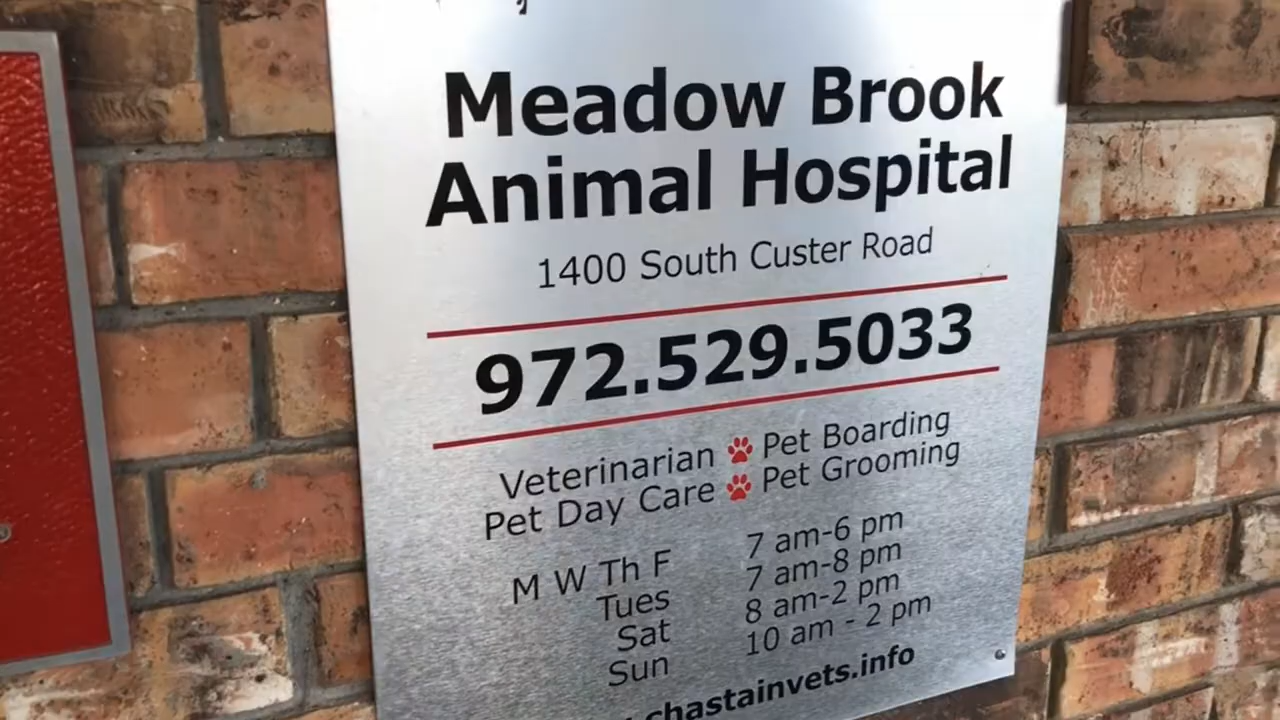 Meadow Brook
Animal Hospital
1400 South Custer Road
972.529.5033
Veterinarian Pet Boarding
Pet Day Care Pet Grooming
M W Th F 7 am-6 pm
Tues 7 am-8 pm
Sat 8 am-2 pm
Sun 10 am - 2 pm
chastainvets.info